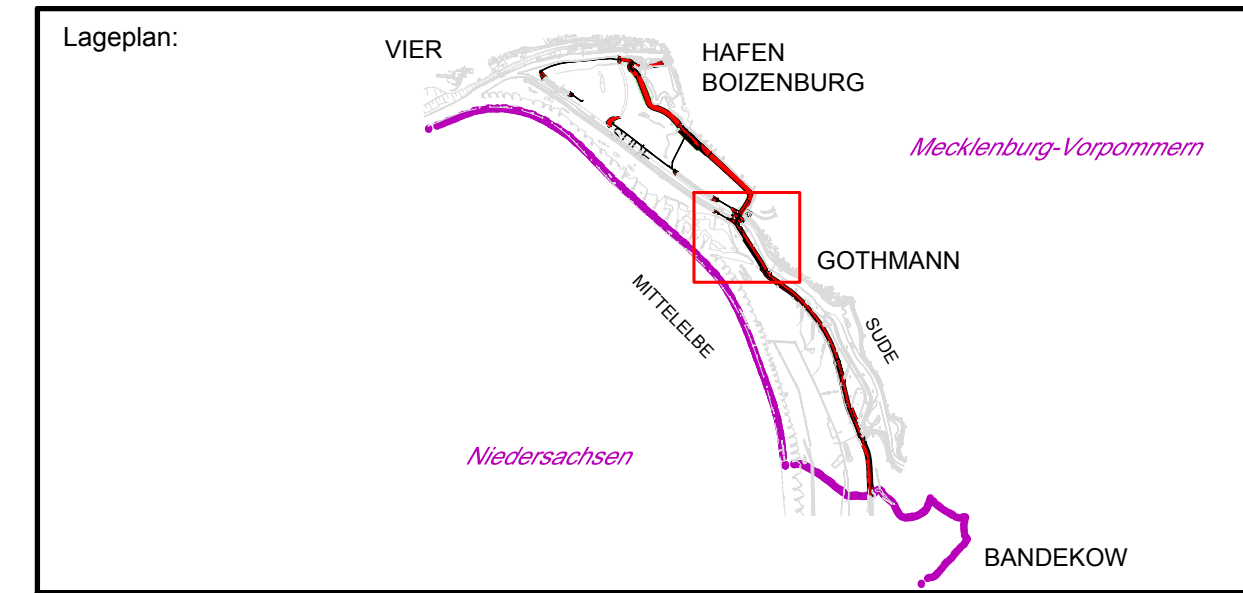 Lageplan:
VIER
HAFEN
BOIZENBURG
Mecklenburg-Vorpommern
GOTHMANN
MITTELELBE
SUDE
Niedersachsen
BANDEKOW